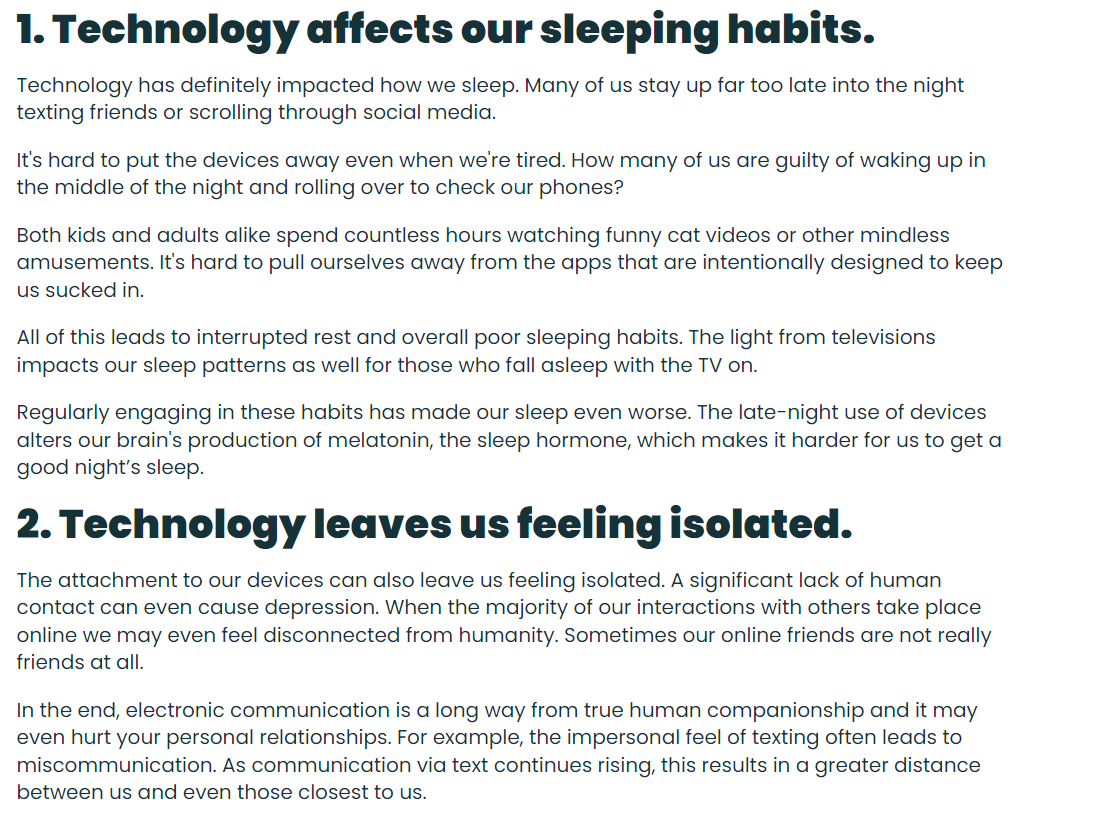 1. Technology affects our sleeping habits.
Technology has definitely impacted how we sleep. Many of us stay up far too late into the night
texting friends or scrolling through social media.
It's hard to put the devices away even when we're tired. How many of us are guilty of waking up in
the middle of the night and rolling over to check our phones?
Both kids and adults alike spend countless hours watching funny cat videos or other mindless
amusements. It's hard to pull ourselves away from the apps that are intentionally designed to keep
us sucked in.
All of this leads to interrupted rest and overall poor sleeping habits. The light from televisions
impacts our sleep patterns as well for those who fall asleep with the TV on.
Regularly engaging in these habits has made our sleep even worse. The late-night use of devices
alters our brain's production of melatonin, the sleep hormone, which makes it harder for us to get a
good night’s sleep.
2. Technology leaves us feeling isolated.
The attachment to our devices can also leave us feeling isolated. A significant lack of human
contact can even cause depression. When the majority of our interactions with others take place
online we may even feel disconnected from humanity. Sometimes our online friends are not really
friends at all.
In the end, electronic communication is a long way from true human companionship and it may
even hurt your personal relationships. For example, the impersonal feel of texting often leads to
miscommunication. As communication via text continues rising, this results in a greater distance
between us and even those closest to us.